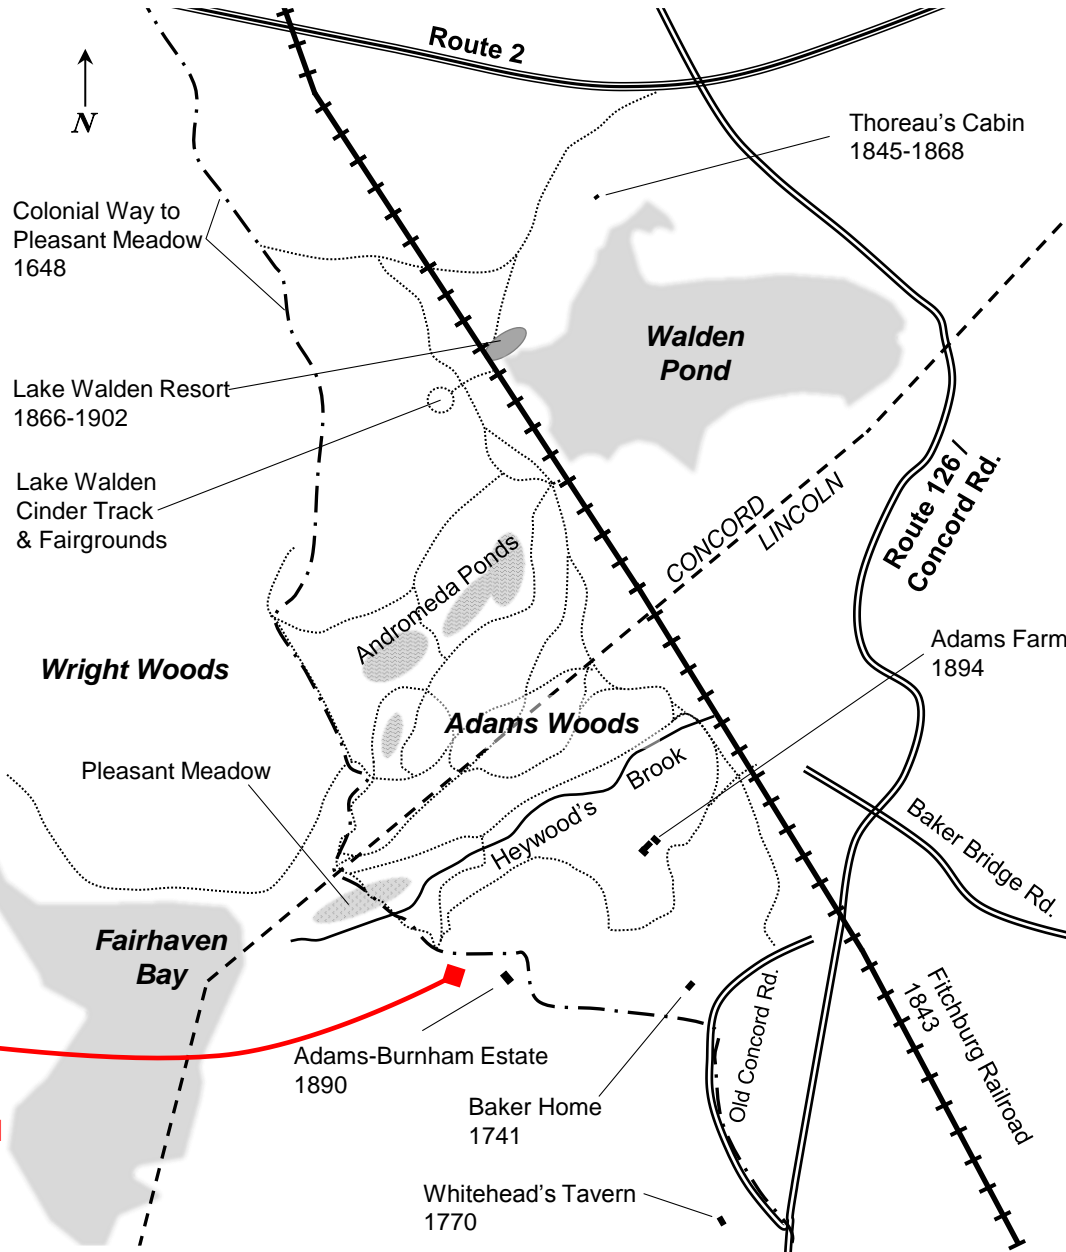 Route 2
N
Thoreau's Cabin
1845-1868
Colonial Way to
Pleasant Meadow
1648
Walden
Pond
Lake Walden Resort
1866-1902
Lake Walden
Cinder Track
& Fairgrounds
Route 126 /
Concord Rd.
CONCORD
LINCOLN
Andromeda Ponds
Adams Farm
1894
Wright Woods
Adams Woods
Pleasant Meadow
Heywood's Brook
Baker Bridge Rd.
Fairhaven
Bay
Fitchburg Railroad
1843
Old Concord Rd.
Adams-Burnham Estate
1890
Baker Home
1741
Whitehead's Tavern
1770